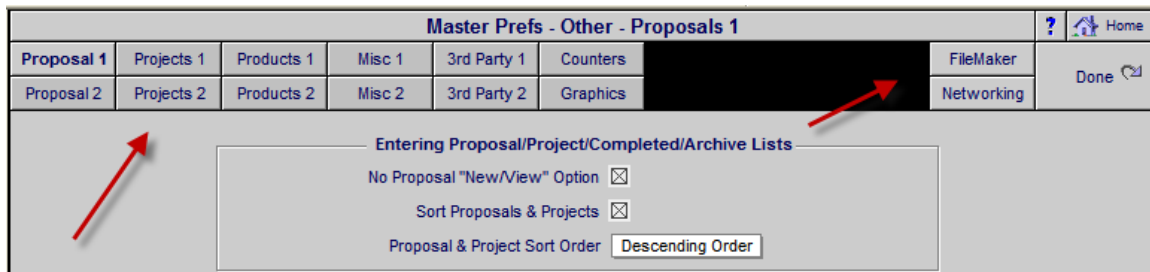 Master Prefs - Other - Proposals 1 ? Home
Proposal 1 Projects 1 Products 1 Misc 1 3rd Party 1 Counters FileMaker
Done
Proposal 2 Projects 2 Products 2 Misc 2 3rd Party 2 Graphics Networking
Entering Proposal/Project/Completed/Archive Lists
No Proposal "New/View" Option
Sort Proposals & Projects
Proposal & Project Sort Order Descending Order